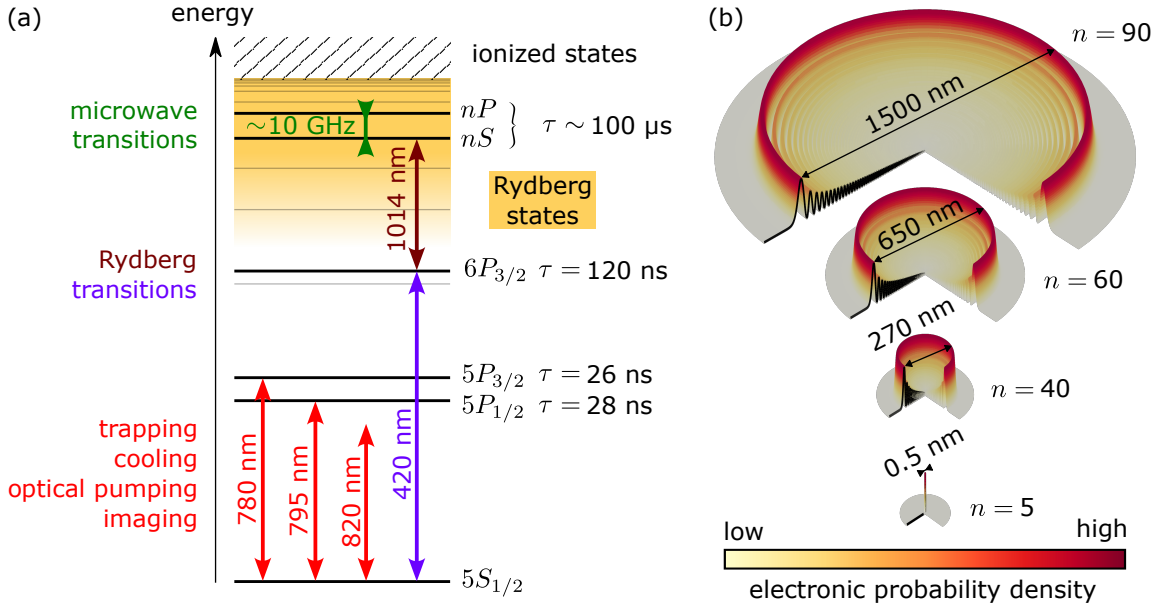 (a)
energy
ionized states
microwave
transitions
~10 GHz
nP
nS
τ ~ 100 µs
1014 nm
Rydberg
states
Rydberg
transitions
6P3/2 τ = 120 ns
5P3/2 τ = 26 ns
5P1/2 τ = 28 ns
trapping
cooling
optical pumping
imaging
780 nm
795 nm
820 nm
420 nm
5S1/2
(b)
n = 90
1500 nm
650 nm
n = 60
270 nm
n = 40
0.5 nm
n = 5
low
high
electronic probability density